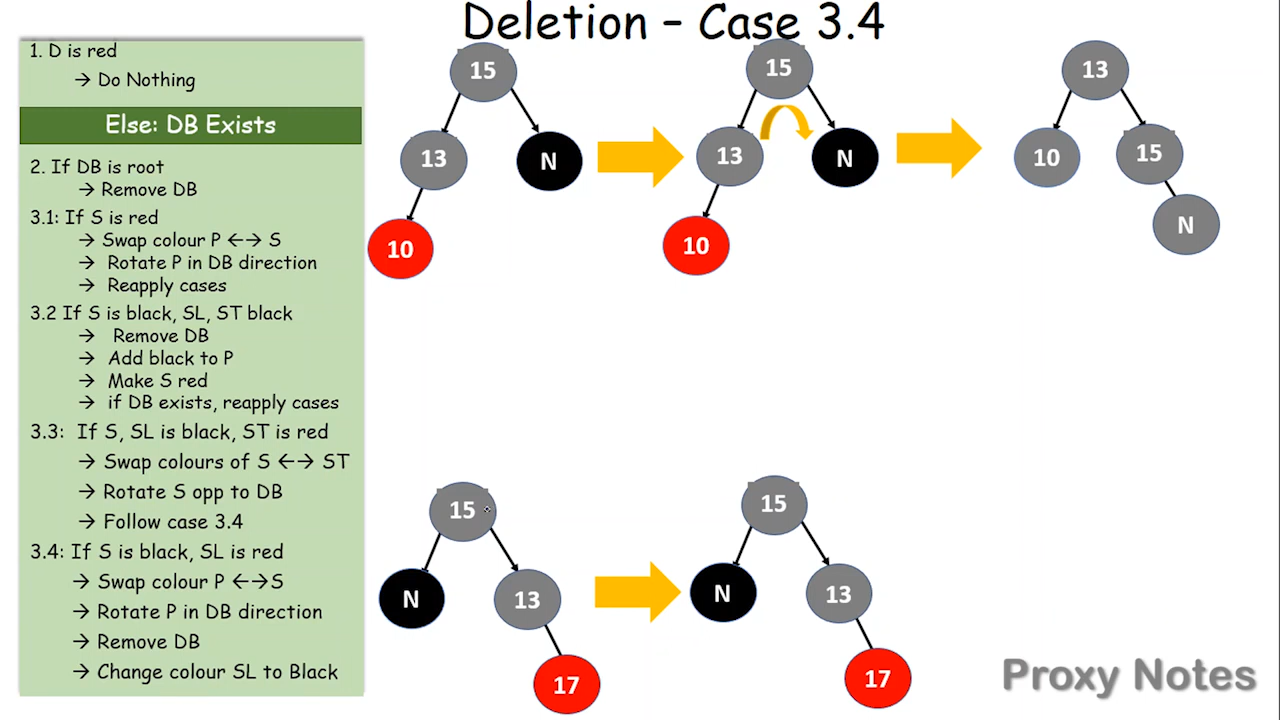 Deletion – Case 3.4
1. D is red
→ Do Nothing
Else: DB Exists
2. If DB is root
→ Remove DB
3.1: If S is red
→ Swap colour P ←→ S
→ Rotate P in DB direction
→ Reapply cases
3.2 If S is black, SL, ST black
→ Remove DB
→ Add black to P
→ Make S red
→ if DB exists, reapply cases
3.3: If S, SL is black, ST is red
→ Swap colours of S ←→ ST
→ Rotate S opp to DB
→ Follow case 3.4
3.4: If S is black, SL is red
→ Swap colour P ←→S
→ Rotate P in DB direction
→ Remove DB
→ Change colour SL to Black
15
13
N
10
15
13
N
10
13
10
15
N
15
N
13
17
15
N
13
17
Proxy Notes